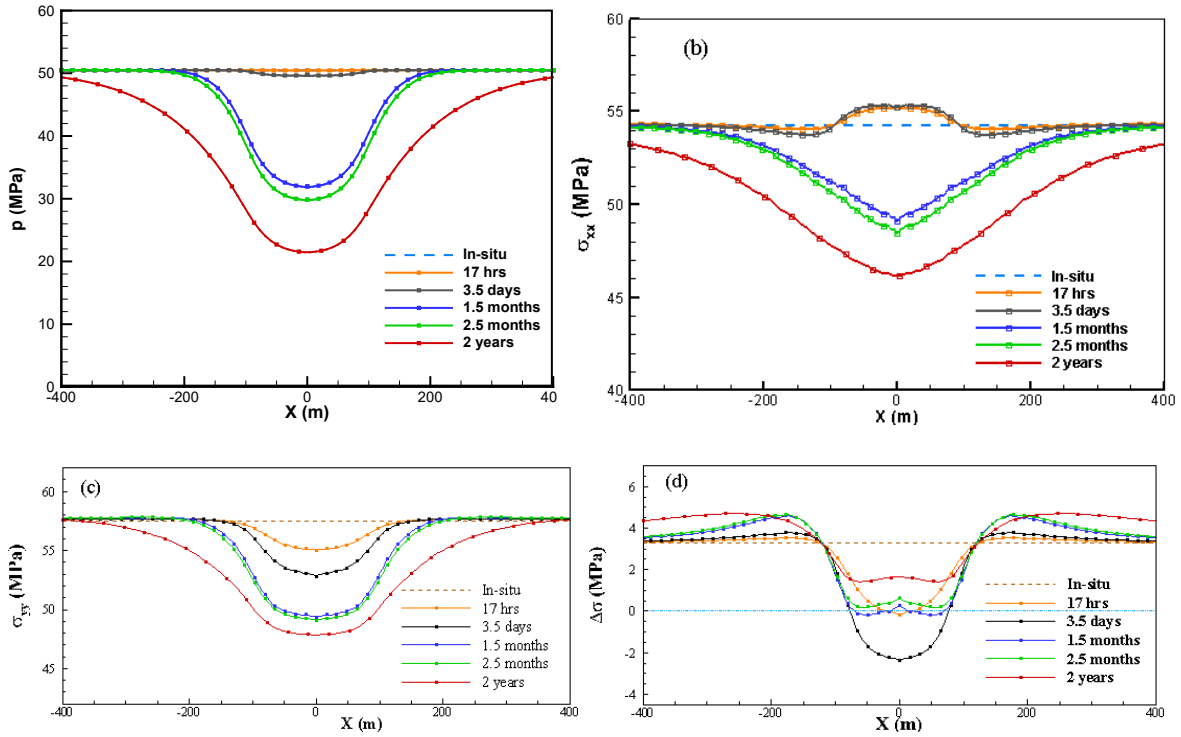 60
50
40
30
20
10
0
p (MPa)
-400
-200
0
200
40
X (m)
In-situ
17 hrs
3.5 days
1.5 months
2.5 months
2 years
(b)
60
55
50
45
40
σxx (MPa)
-400
-200
0
200
400
X (m)
In-situ
17 hrs
3.5 days
1.5 months
2.5 months
2 years
(c)
60
55
50
45
σyy (MPa)
-400
-200
0
200
400
X (m)
In-situ
17 hrs
3.5 days
1.5 months
2.5 months
2 years
(d)
6
4
2
0
-2
-4
Δσ (MPa)
-400
-200
0
200
400
X (m)
In-situ
17 hrs
3.5 days
1.5 months
2.5 months
2 years